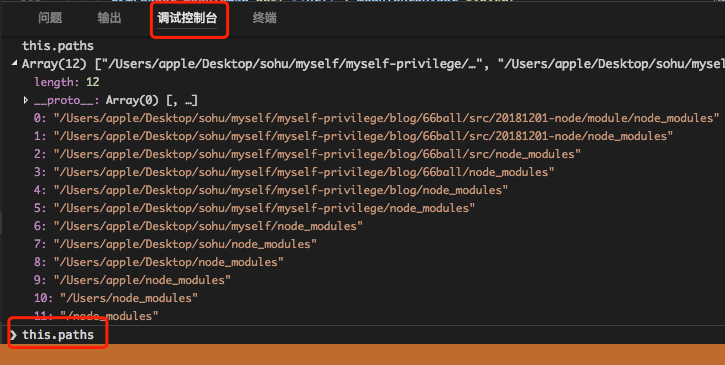 问题 输出 调试控制台 终端
this.paths
Array(12) ["/Users/apple/Desktop/sohu/myself/myself-privilege/…", "/Users/apple/Desktop/sohu/myse
length: 12
__proto__: Array(0) [, …]
0: "/Users/apple/Desktop/sohu/myself/myself-privilege/blog/66ball/src/20181201-node/module/node_modules"
1: "/Users/apple/Desktop/sohu/myself/myself-privilege/blog/66ball/src/20181201-node/node_modules"
2: "/Users/apple/Desktop/sohu/myself/myself-privilege/blog/66ball/src/node_modules"
3: "/Users/apple/Desktop/sohu/myself/myself-privilege/blog/66ball/node_modules"
4: "/Users/apple/Desktop/sohu/myself/myself-privilege/blog/node_modules"
5: "/Users/apple/Desktop/sohu/myself/myself-privilege/node_modules"
6: "/Users/apple/Desktop/sohu/myself/node_modules"
7: "/Users/apple/Desktop/sohu/node_modules"
8: "/Users/apple/Desktop/node_modules"
9: "/Users/apple/node_modules"
10: "/Users/node_modules"
11: "/node_modules"
this.paths